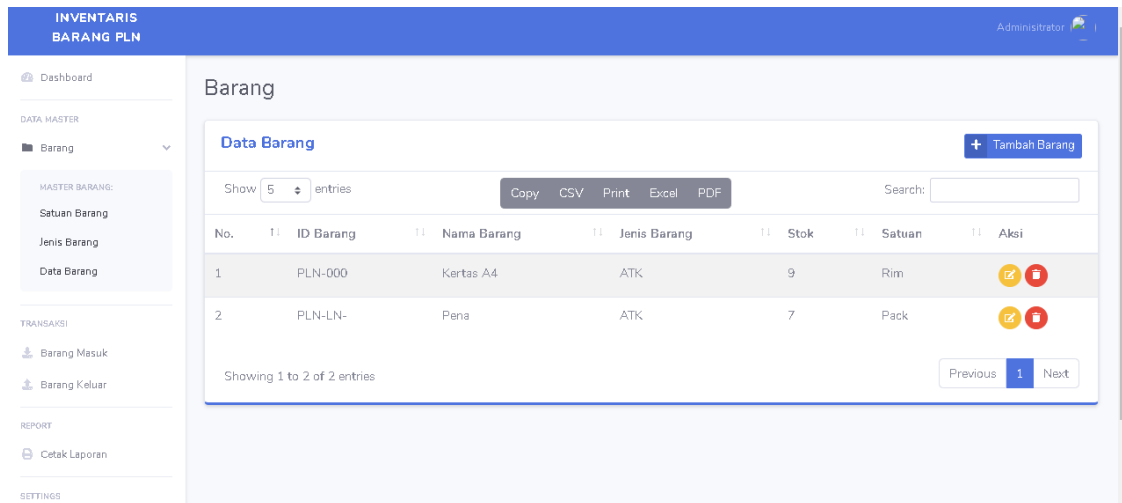 INVENTARIS
BARANG PLN
Adminisitrator
Dashboard
DATA MASTER
Barang
MASTER BARANG:
Satuan Barang
Jenis Barang
Data Barang
TRANSAKSI
Barang Masuk
Barang Keluar
REPORT
Cetak Laporan
SETTINGS
Barang
Data Barang
+ Tambah Barang
Show 5 entries
Copy CSV Print Excel PDF
Search:
No. ID Barang Nama Barang Jenis Barang Stok Satuan Aksi
1 PLN-000 Kertas A4 ATK 9 Rim
2 PLN-LN- Pena ATK 7 Pack
Showing 1 to 2 of 2 entries
Previous 1 Next